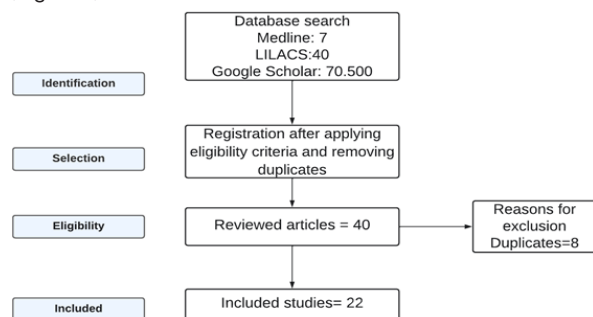 Database search
Medline: 7
LILACS:40
Google Scholar: 70.500
Identification
Registration after applying
eligibility criteria and removing
duplicates
Selection
Reviewed articles = 40
Eligibility
Reasons for
exclusion
Duplicates=8
Included studies= 22
Included